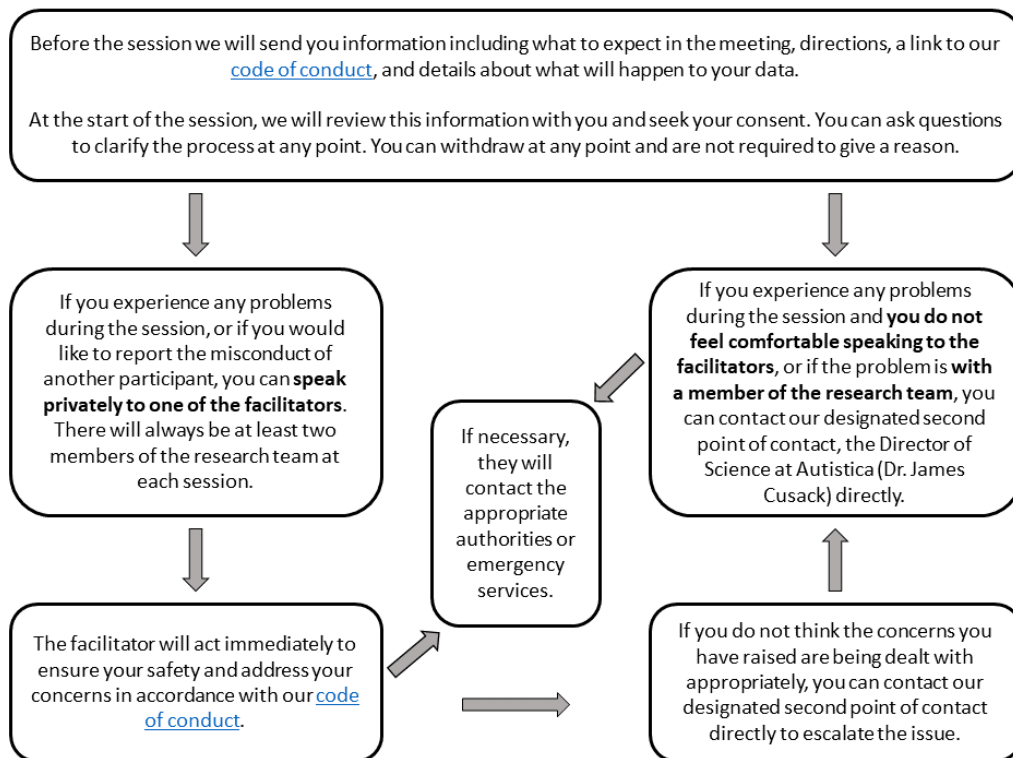 Before the session we will send you information including what to expect in the meeting, directions, a link to our
code of conduct, and details about what will happen to your data.
At the start of the session, we will review this information with you and seek your consent. You can ask questions
to clarify the process at any point. You can withdraw at any point and are not required to give a reason.
If you experience any problems
during the session, or if you would
like to report the misconduct of
another participant, you can speak
privately to one of the facilitators.
There will always be at least two
members of the research team at
each session.
If you experience any problems
during the session and you do not
feel comfortable speaking to the
facilitators, or if the problem is with
a member of the research team, you
can contact our designated second
point of contact, the Director of
Science at Autistica (Dr. James
Cusack) directly.
If necessary,
they will
contact the
appropriate
authorities or
emergency
services.
The facilitator will act immediately to
ensure your safety and address your
concerns in accordance with our code
of conduct.
If you do not think the concerns you
have raised are being dealt with
appropriately, you can contact our
designated second point of contact
directly to escalate the issue.